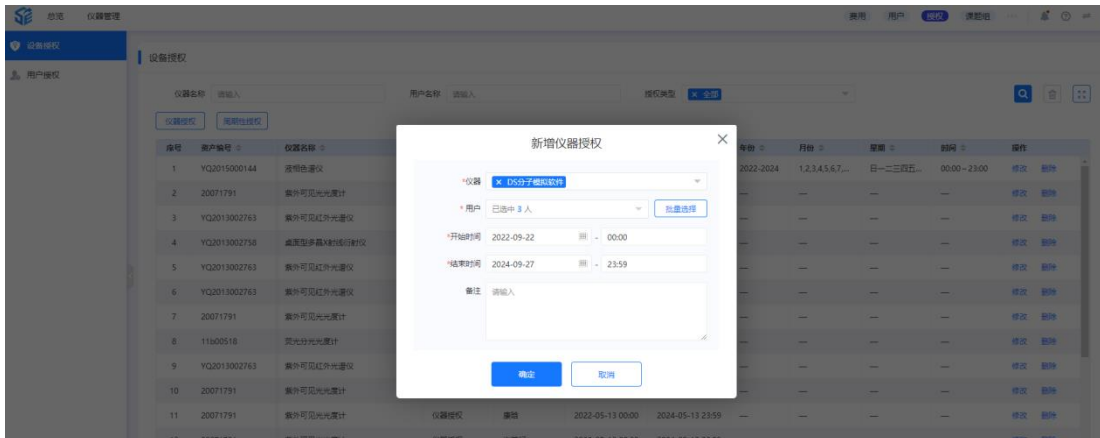 总览 仪器管理 费用 用户 授权 课题组
设备授权
用户授权
设备授权
仪器名称 请输入 用户名称 请输入 授权类型 × 全部
仪器授权 周期性授权
序号 资产编号 仪器名称 年份 月份 星期 时间 操作
1 YQ2015000144 液相色谱仪 2022-2024 1,2,3,4,5,6,7,... 日一二三四五... 00:00~23:00 修改 删除
2 20071791 紫外可见光光度计 — — — — 修改 删除
3 YQ2013002763 紫外可见红外光谱仪 — — — — 修改 删除
4 YQ2013002758 桌面型多晶X射线衍射仪 — — — — 修改 删除
5 YQ2013002763 紫外可见红外光谱仪 — — — — 修改 删除
6 YQ2013002763 紫外可见红外光谱仪 — — — — 修改 删除
7 20071791 紫外可见光光度计 — — — — 修改 删除
8 11b00518 荧光分光光度计 — — — — 修改 删除
9 YQ2013002763 紫外可见红外光谱仪 — — — — 修改 删除
10 20071791 紫外可见光光度计 — — — — 修改 删除
11 20071791 紫外可见光光度计 仪器授权 2022-05-13 00:00 2024-05-13 23:59 — — — — 修改 删除
新增仪器授权
*仪器 × DS分子模拟软件
*用户 已选中 3 人 批量选择
*开始时间 2022-09-22 - 00:00
*结束时间 2024-09-27 - 23:59
备注 请输入
确定 取消